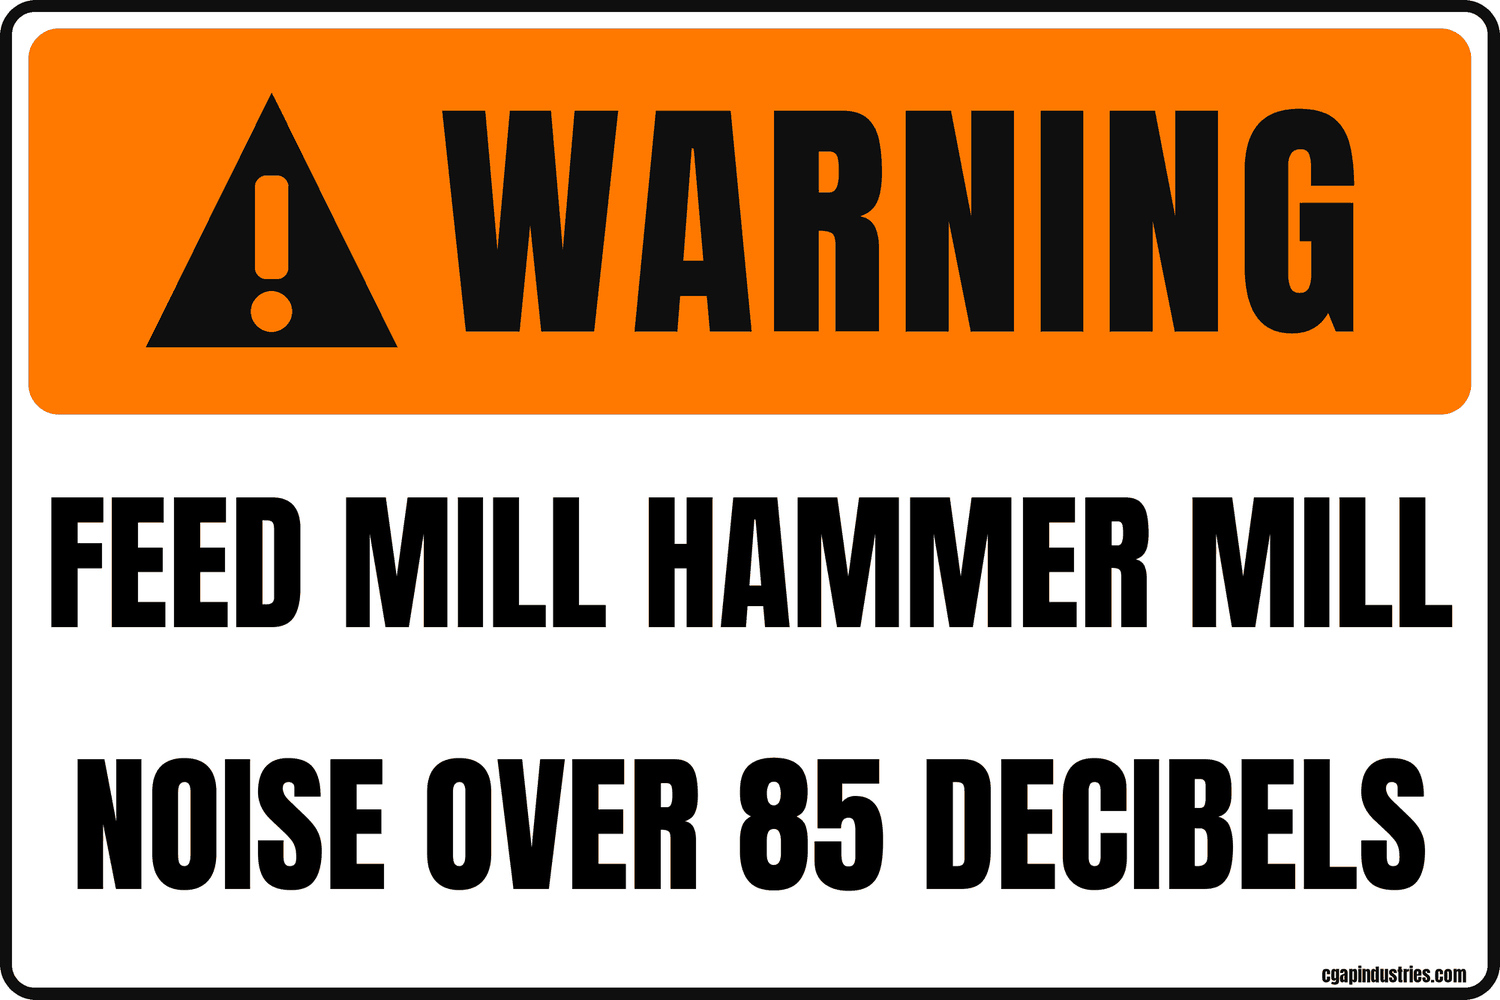 WARNING
FEED MILL HAMMER MILL
NOISE OVER 85 DECIBELS
cgapindustries.com